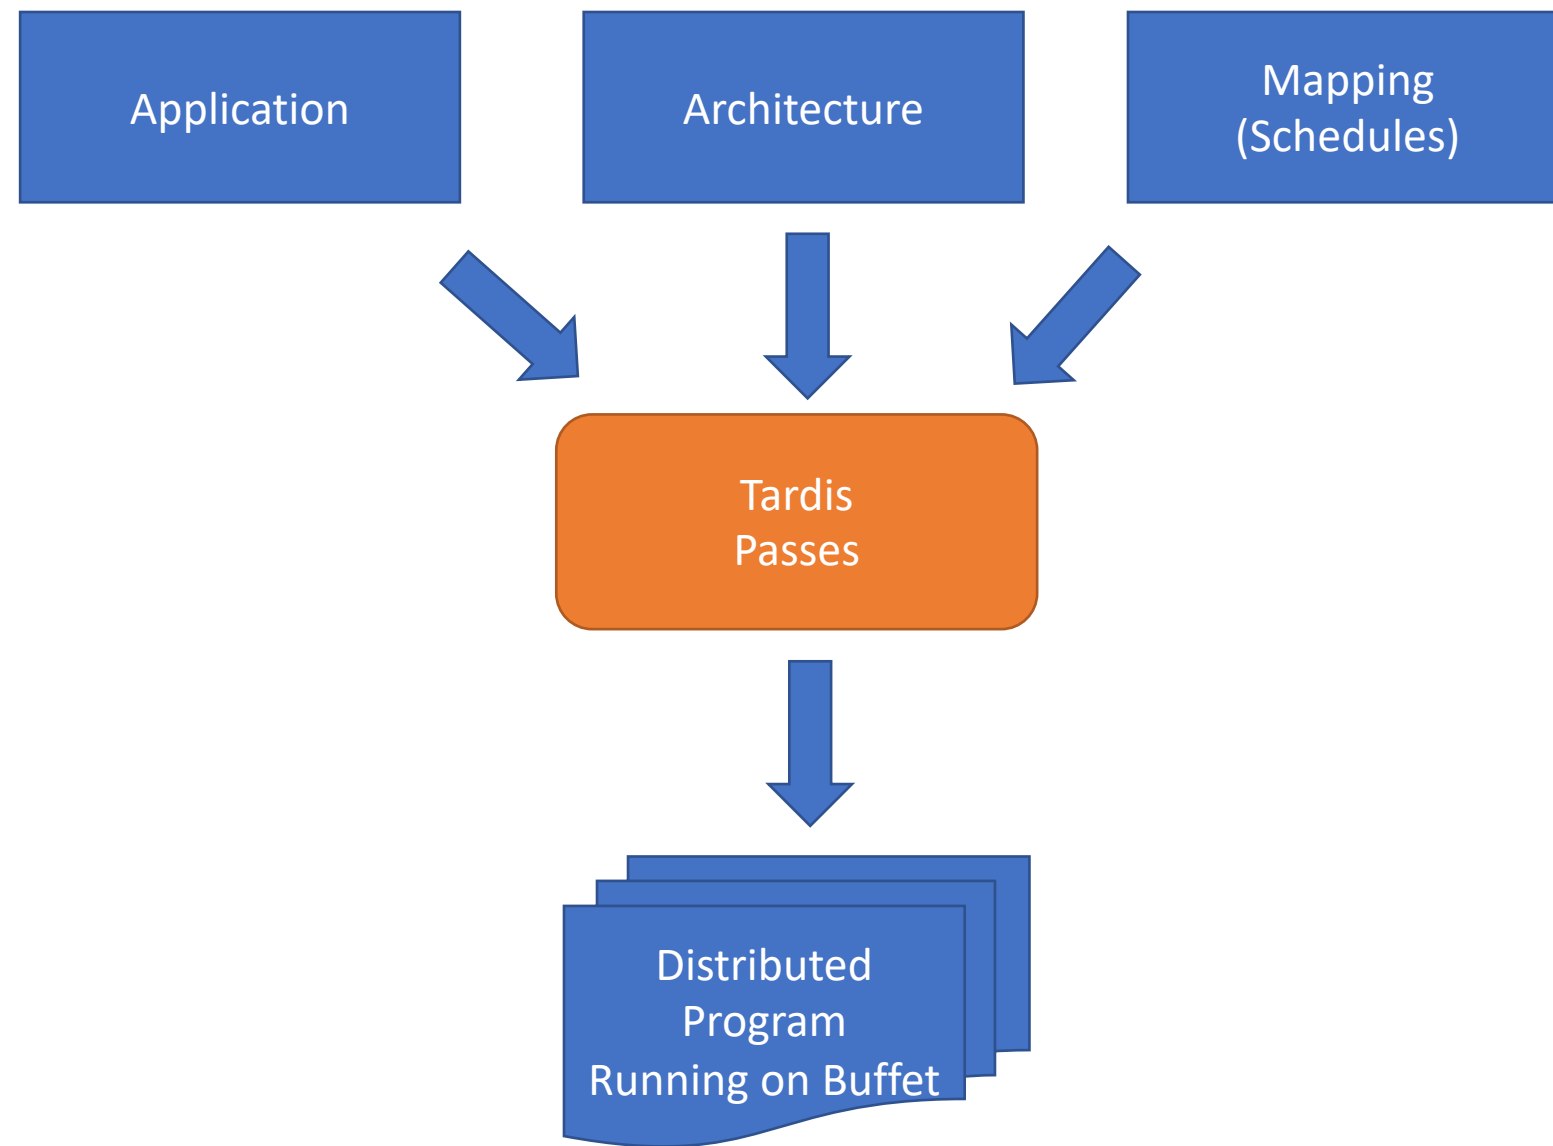 Application
Architecture
Mapping
(Schedules)
Tardis
Passes
Distributed
Program
Running on Buffet